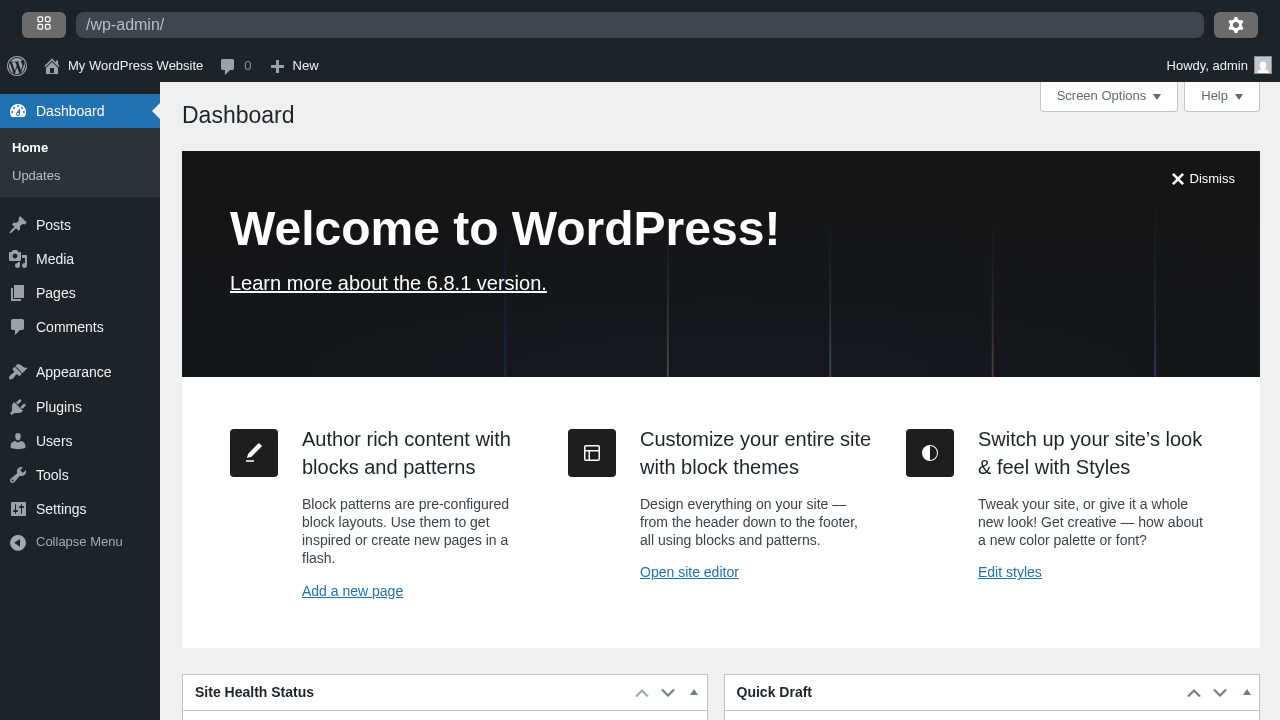 /wp-admin/
My WordPress Website
0
New
Howdy, admin
Dashboard
Home
Updates
Posts
Media
Pages
Comments
Appearance
Plugins
Users
Tools
Settings
Collapse Menu
Screen Options
Help
Dashboard
Dismiss
Welcome to WordPress!
Learn more about the 6.8.1 version.
Author rich content with
blocks and patterns
Block patterns are pre-configured
block layouts. Use them to get
inspired or create new pages in a
flash.
Add a new page
Customize your entire site
with block themes
Design everything on your site —
from the header down to the footer,
all using blocks and patterns.
Open site editor
Switch up your site’s look
& feel with Styles
Tweak your site, or give it a whole
new look! Get creative — how about
a new color palette or font?
Edit styles
Site Health Status
Quick Draft